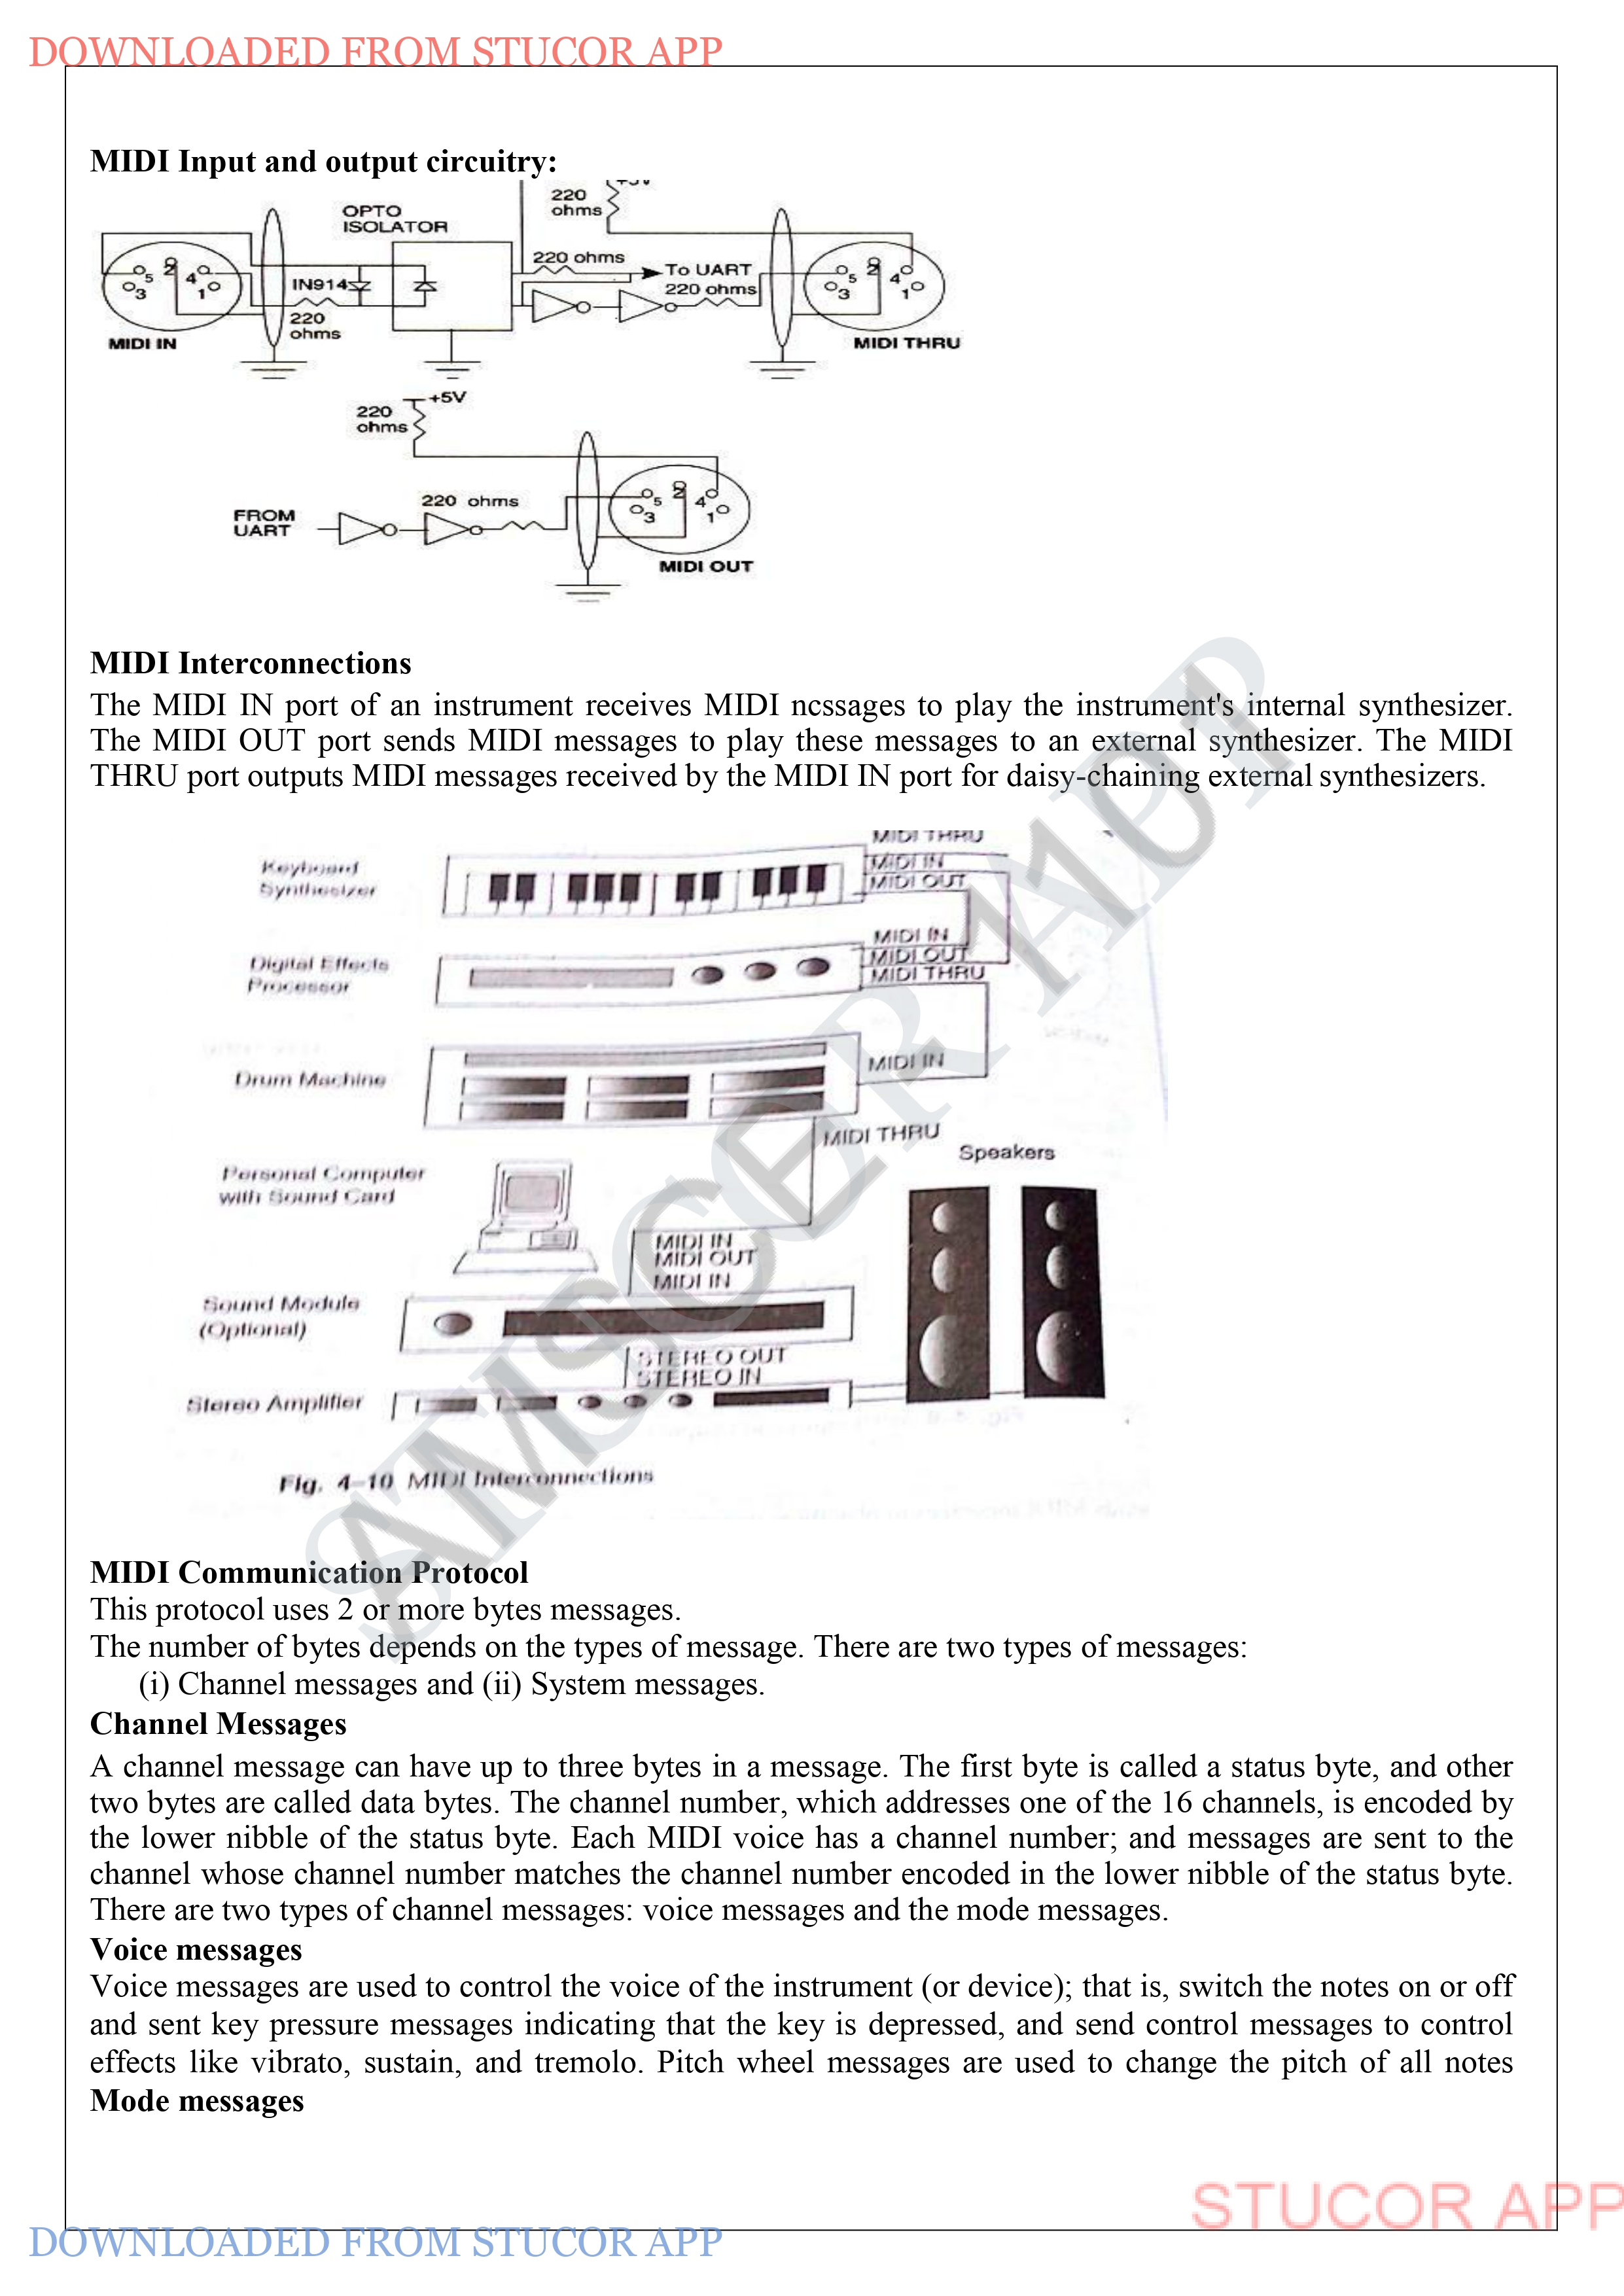 DOWNLOADED FROM STUCOR APP
MIDI Input and output circuitry:
+5V
220
ohms
OPTO
ISOLATOR
220 ohms
To UART
220 ohms
IN914
220
ohms
5 2 4
3 1
MIDI IN
5 2 4
3 1
MIDI THRU
+5V
220
ohms
220 ohms
FROM
UART
5 2 4
3 1
MIDI OUT
MIDI Interconnections
The MIDI IN port of an instrument receives MIDI ncssages to play the instrument's internal synthesizer.
The MIDI OUT port sends MIDI messages to play these messages to an external synthesizer. The MIDI
THRU port outputs MIDI messages received by the MIDI IN port for daisy-chaining external synthesizers.
MIDI THRU
Keyboard
Synthesizer
MIDI IN
MIDI OUT
Digital Effects
Processor
MIDI IN
MIDI OUT
MIDI THRU
Drum Machine
MIDI IN
MIDI THRU
Speakers
Personal Computer
with Sound Card
MIDI IN
MIDI OUT
MIDI IN
Sound Module
(Optional)
STEREO OUT
STEREO IN
Stereo Amplifier
Fig. 4-10 MIDI Interconnections
MIDI Communication Protocol
This protocol uses 2 or more bytes messages.
The number of bytes depends on the types of message. There are two types of messages:
(i) Channel messages and (ii) System messages.
Channel Messages
A channel message can have up to three bytes in a message. The first byte is called a status byte, and other
two bytes are called data bytes. The channel number, which addresses one of the 16 channels, is encoded by
the lower nibble of the status byte. Each MIDI voice has a channel number; and messages are sent to the
channel whose channel number matches the channel number encoded in the lower nibble of the status byte.
There are two types of channel messages: voice messages and the mode messages.
Voice messages
Voice messages are used to control the voice of the instrument (or device); that is, switch the notes on or off
and sent key pressure messages indicating that the key is depressed, and send control messages to control
effects like vibrato, sustain, and tremolo. Pitch wheel messages are used to change the pitch of all notes
Mode messages
STUCOR APP
DOWNLOADED FROM STUCOR APP